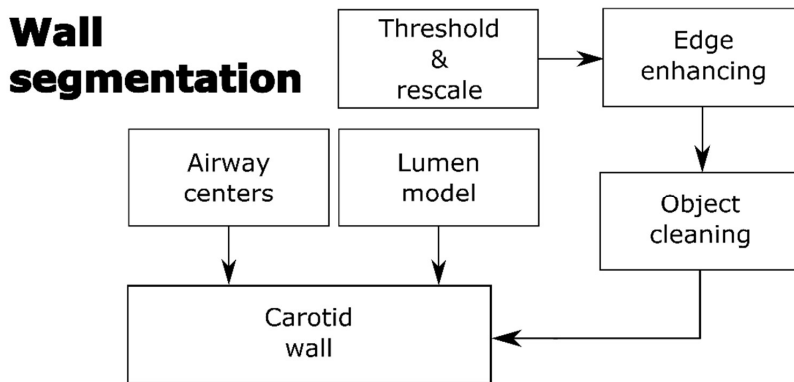 Wall
segmentation
Threshold
&
rescale
Edge
enhancing
Airway
centers
Lumen
model
Object
cleaning
Carotid
wall